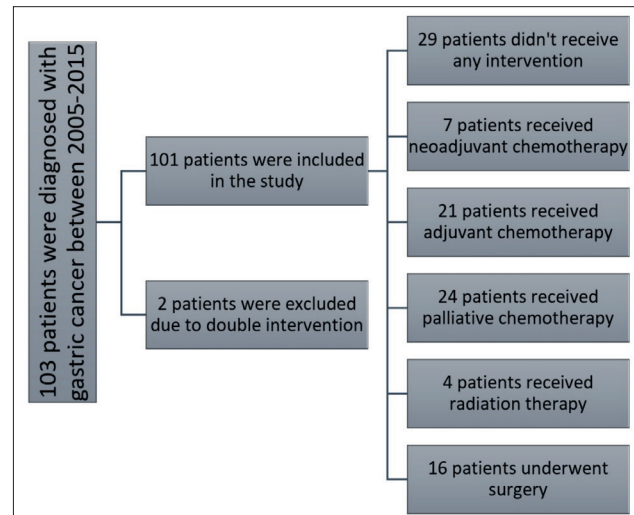 103 patients were diagnosed with
gastric cancer between 2005-2015
101 patients were included
in the study
2 patients were excluded
due to double intervention
29 patients didn't receive
any intervention
7 patients received
neoadjuvant chemotherapy
21 patients received
adjuvant chemotherapy
24 patients received
palliative chemotherapy
4 patients received
radiation therapy
16 patients underwent
surgery